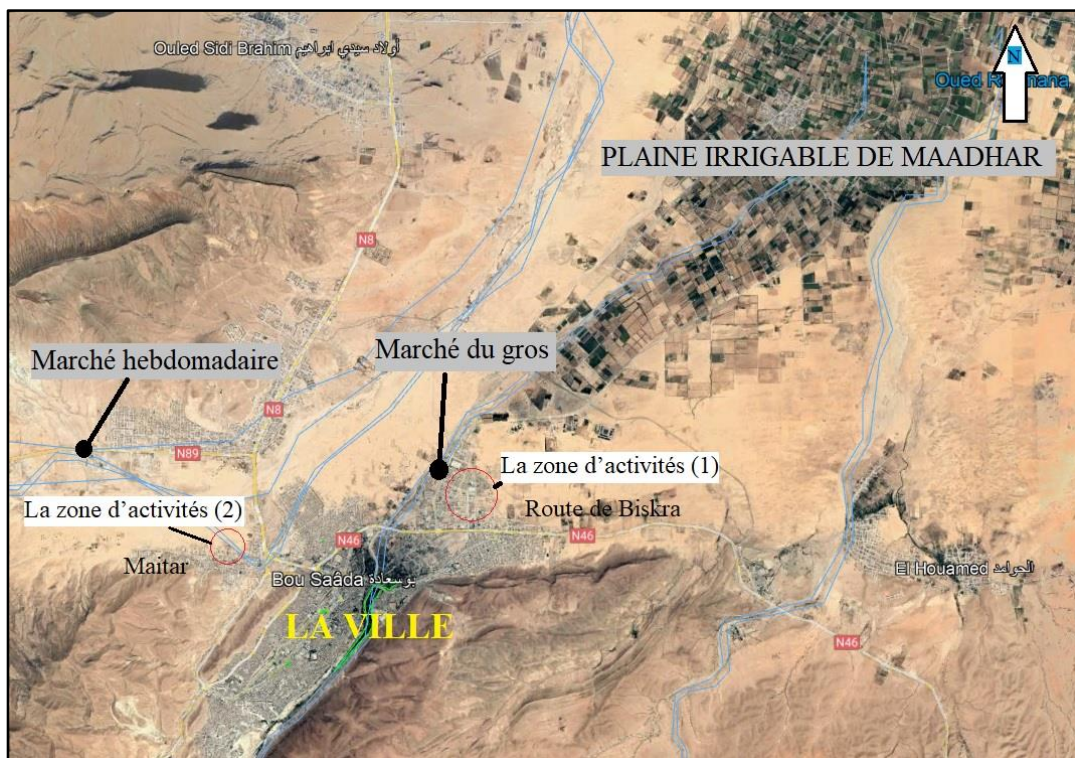 Ouled Sidi Brahim أولاد سيدي ابراهيم
N
PLAINE IRRIGABLE DE MAADHAR
N8
Marché hebdomadaire
Marché du gros
N8
N89
La zone d'activités (1)
La zone d'activités (2)
Route de Biskra
N46
N46
Maitar
Bou Saâda بوسعادة
El Houamed الحوامد
LA VILLE
N46